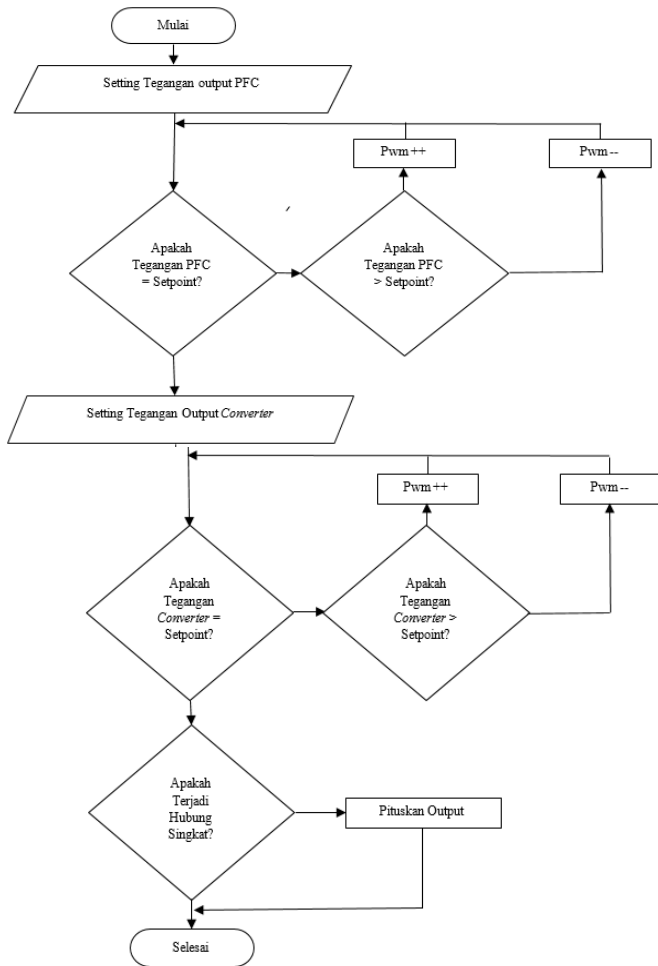 Mulai
Setting Tegangan output PFC
Pwm ++
Pwm --
Apakah
Tegangan PFC
= Setpoint?
Apakah
Tegangan PFC
> Setpoint?
Setting Tegangan Output Converter
Pwm ++
Pwm --
Apakah
Tegangan
Converter =
Setpoint?
Apakah
Tegangan
Converter >
Setpoint?
Apakah
Terjadi
Hubung
Singkat?
Pituskan Output
Selesai